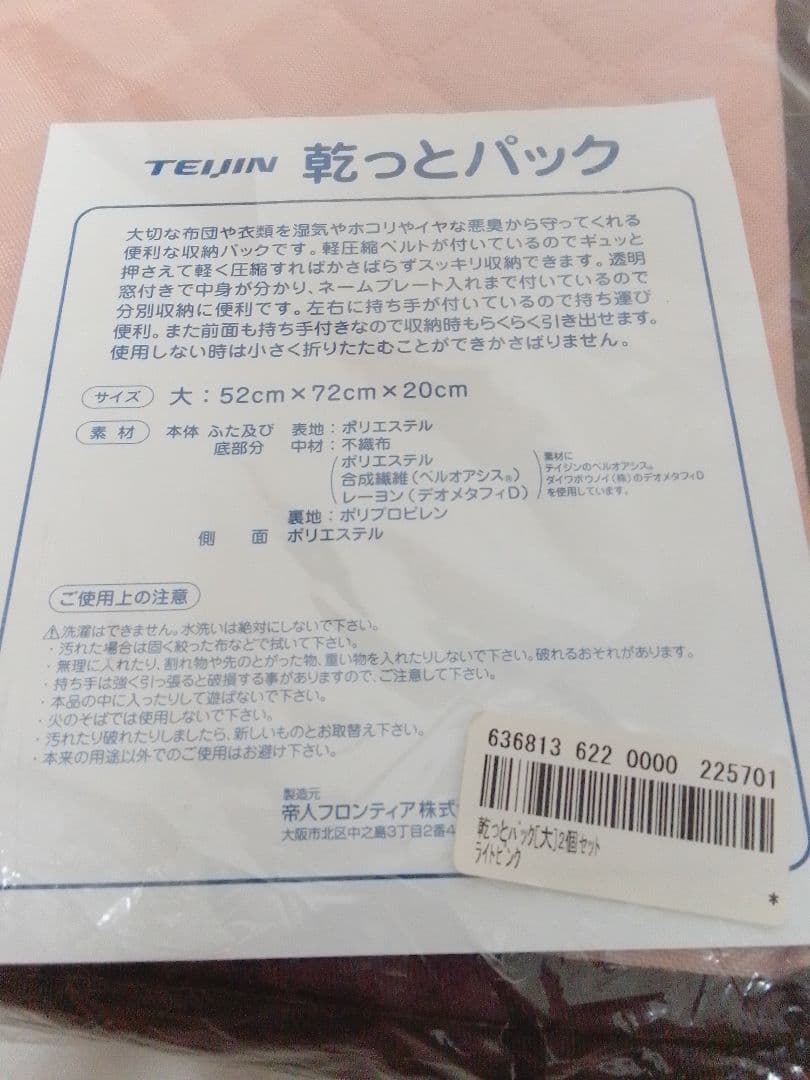 TEIJIN 乾っとパック
大切な布団や衣類を湿気やホコリやイヤな悪臭から守ってくれる
便利な収納パックです。軽圧縮ベルトが付いているのでギュッと
押さえて軽く圧縮すればかさばらずスッキリ収納できます。透明
窓付きで中身が分かり、ネームプレート入れまで付いているので
分別収納に便利です。左右に持ち手が付いているので持ち運び
便利。また前面も持ち手付きなので収納時もらくらく引き出せます。
使用しない時は小さく折りたたむことができかさばりません。
サイズ 大：52cm×72cm×20cm
素材 本体 ふた及び 表地：ポリエステル
底部分 中材：不織布
ポリエステル
合成繊維（ベルオアシス®）
レーヨン（デオメタフィD）
素材に
テイジンのベルオアシス®
ダイワボウノイ（株）のデオメタフィD
を使用しています。
裏地：ポリプロピレン
側 面 ポリエステル
ご使用上の注意
⚠洗濯はできません。水洗いは絶対にしないで下さい。
・汚れた場合は固く絞った布などで拭いて下さい。
・無理に入れたり、割れ物や先のとがった物、重い物を入れたりしないで下さい。破れるおそれがあります。
・持ち手は強く引っ張ると破損する事がありますので、ご注意して下さい。
・本品の中に入ったりして遊ばないで下さい。
・火のそばでは使用しないで下さい。
・汚れたり破れたりしましたら、新しいものとお取替え下さい。
・本来の用途以外でのご使用はお避け下さい。
製造元
帝人フロンティア株式
大阪市北区中之島3丁目2番4
636813 622 0000 225701
乾っとパック[大]2個セット
ライトピンク
*